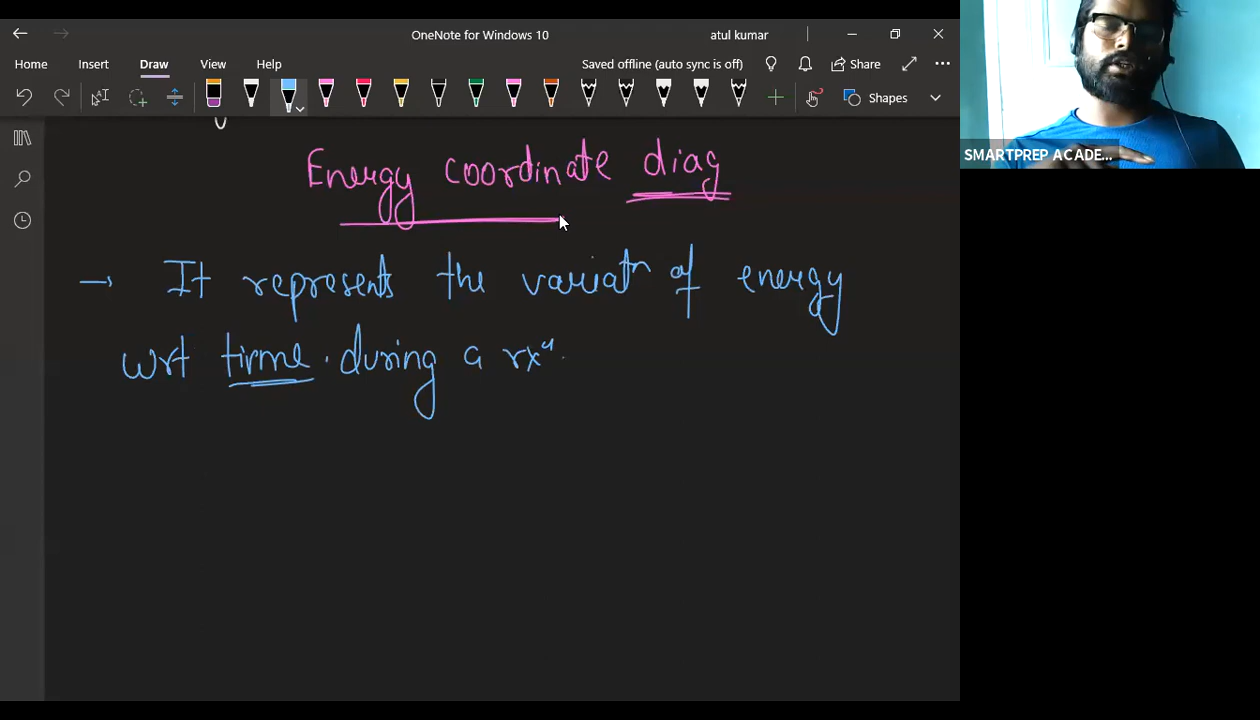 OneNote for Windows 10
atul kumar
Home Insert Draw View Help
Saved offline (auto sync is off)
Share
Shapes
SMARTPREP ACADE...
Energy coordinate diag
→ It represents the variatn of energy
wrt time. during a rxn.